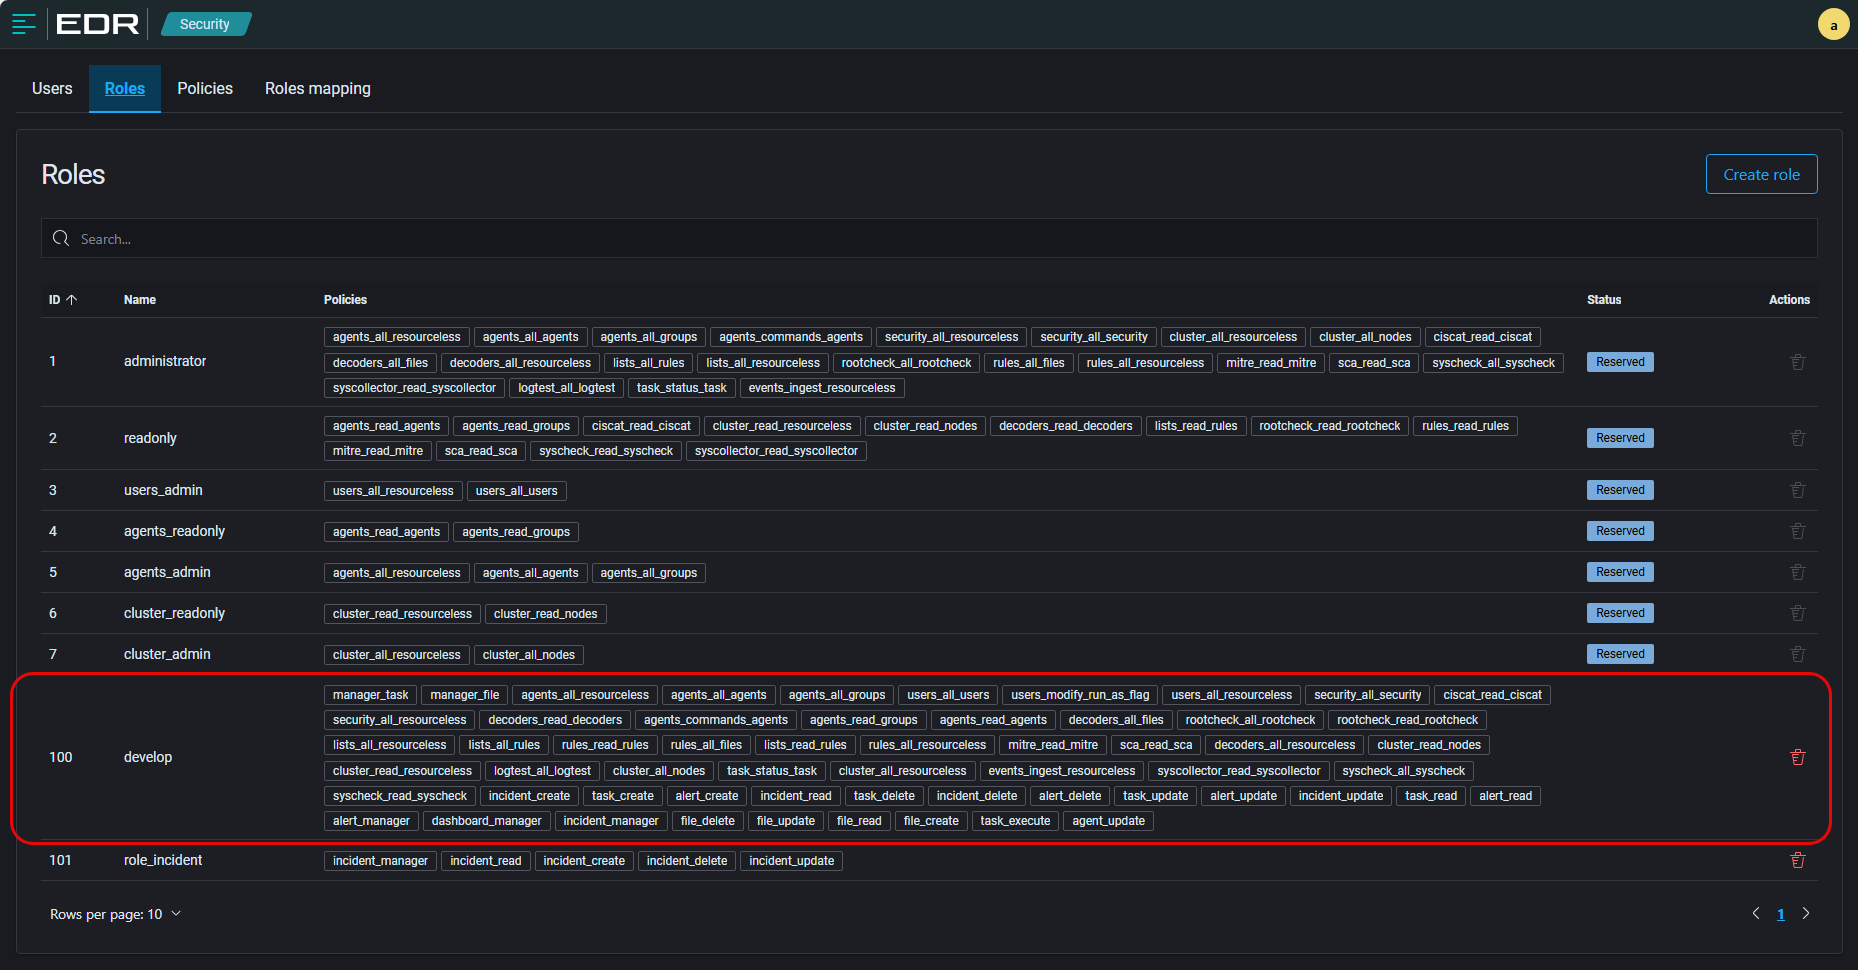 EDR Security a
Users Roles Policies Roles mapping
Roles Create role
Search...
ID Name Policies Status Actions
agents_all_resourceless agents_all_agents agents_all_groups agents_commands_agents security_all_resourceless security_all_security cluster_all_resourceless cluster_all_nodes ciscat_read_ciscat
1 administrator decoders_all_files decoders_all_resourceless lists_all_rules lists_all_resourceless rootcheck_all_rootcheck rules_all_files rules_all_resourceless mitre_read_mitre sca_read_sca syscheck_all_syscheck Reserved
syscollector_read_syscollector logtest_all_logtest task_status_task events_ingest_resourceless
agents_read_agents agents_read_groups ciscat_read_ciscat cluster_read_resourceless cluster_read_nodes decoders_read_decoders lists_read_rules rootcheck_read_rootcheck rules_read_rules
2 readonly Reserved
mitre_read_mitre sca_read_sca syscheck_read_syscheck syscollector_read_syscollector
3 users_admin users_all_resourceless users_all_users Reserved
4 agents_readonly agents_read_agents agents_read_groups Reserved
5 agents_admin agents_all_resourceless agents_all_agents agents_all_groups Reserved
6 cluster_readonly cluster_read_resourceless cluster_read_nodes Reserved
7 cluster_admin cluster_all_resourceless cluster_all_nodes Reserved
manager_task manager_file agents_all_resourceless agents_all_agents agents_all_groups users_all_users users_modify_run_as_flag users_all_resourceless security_all_security ciscat_read_ciscat
security_all_resourceless decoders_read_decoders agents_commands_agents agents_read_groups agents_read_agents decoders_all_files rootcheck_all_rootcheck rootcheck_read_rootcheck
lists_all_resourceless lists_all_rules rules_read_rules rules_all_files lists_read_rules rules_all_resourceless mitre_read_mitre sca_read_sca decoders_all_resourceless cluster_read_nodes
100 develop
cluster_read_resourceless logtest_all_logtest cluster_all_nodes task_status_task cluster_all_resourceless events_ingest_resourceless syscollector_read_syscollector syscheck_all_syscheck
syscheck_read_syscheck incident_create task_create alert_create incident_read task_delete incident_delete alert_delete task_update alert_update incident_update task_read alert_read
alert_manager dashboard_manager incident_manager file_delete file_update file_read file_create task_execute agent_update
101 role_incident incident_manager incident_read incident_create incident_delete incident_update
Rows per page: 10 1